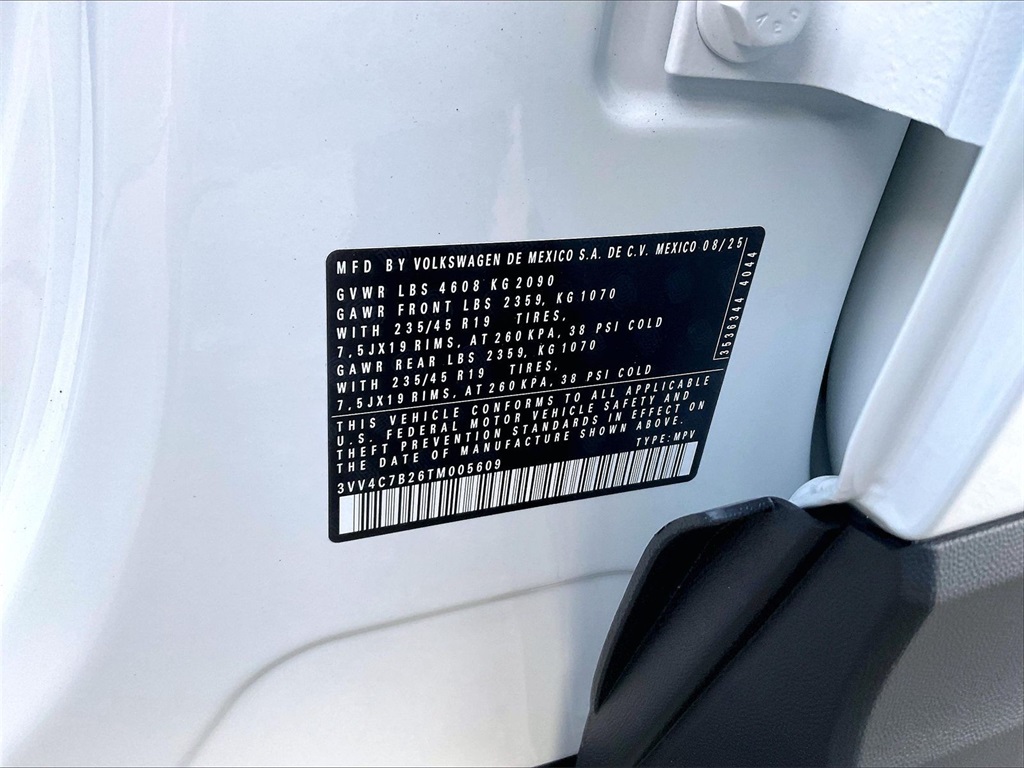 MFD BY VOLKSWAGEN DE MEXICO S.A. DE C.V. MEXICO 08/25
GVWR LBS 4608 KG 2090
GAWR FRONT LBS 2359, KG 1070
WITH 235/45 R19 TIRES,
7,5JX19 RIMS, AT 260 KPA, 38 PSI COLD
GAWR REAR LBS 2359, KG 1070
WITH 235/45 R19 TIRES,
7,5JX19 RIMS, AT 260 KPA, 38 PSI COLD
3536344 4044
THIS VEHICLE CONFORMS TO ALL APPLICABLE
U.S. FEDERAL MOTOR VEHICLE SAFETY AND
THEFT PREVENTION STANDARDS IN EFFECT ON
THE DATE OF MANUFACTURE SHOWN ABOVE.
TYPE: MPV
3VV4C7B26TM005609